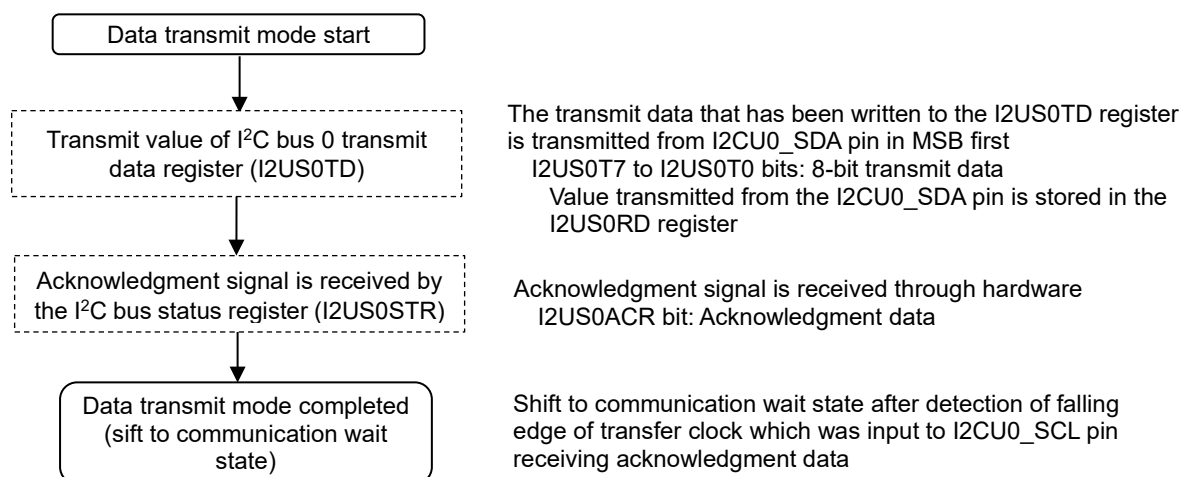 Data transmit mode start
Transmit value of I²C bus 0 transmit
data register (I2US0TD)
The transmit data that has been written to the I2US0TD register
is transmitted from I2CU0_SDA pin in MSB first
I2US0T7 to I2US0T0 bits: 8-bit transmit data
Value transmitted from the I2CU0_SDA pin is stored in the
I2US0RD register
Acknowledgment signal is received by
the I²C bus status register (I2US0STR)
Acknowledgment signal is received through hardware
I2US0ACR bit: Acknowledgment data
Data transmit mode completed
(sift to communication wait
state)
Shift to communication wait state after detection of falling
edge of transfer clock which was input to I2CU0_SCL pin
receiving acknowledgment data